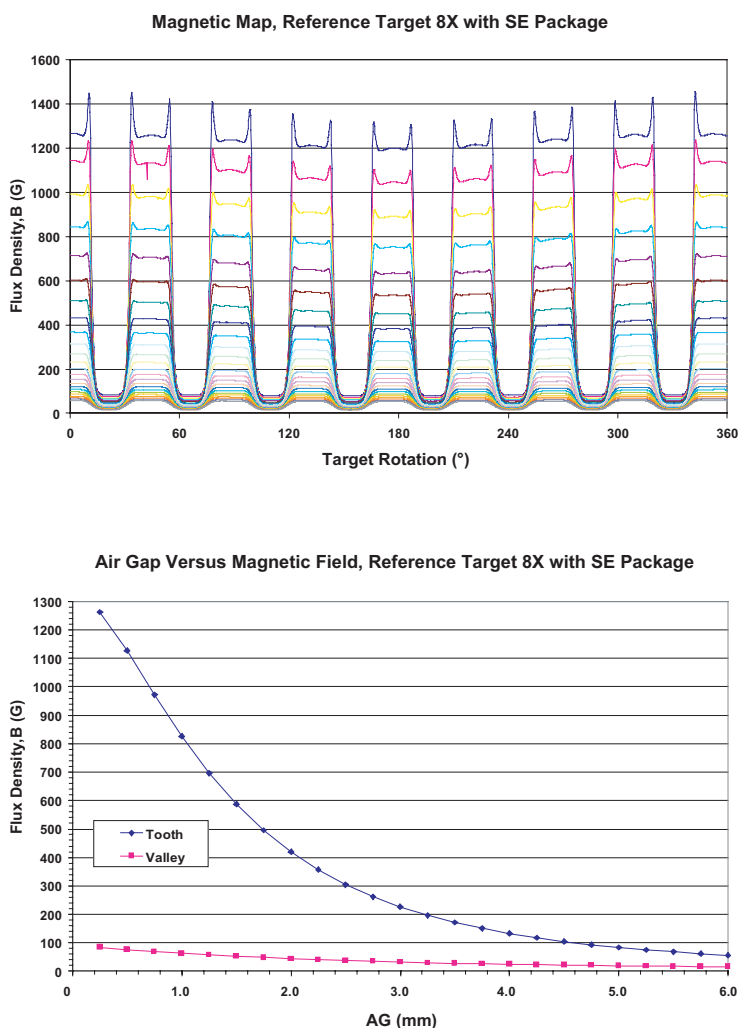 Magnetic Map, Reference Target 8X with SE Package
1600
1400
1200
1000
800
600
400
200
0
Flux Density,B (G)
0 60 120 180 240 300 360
Target Rotation (°)
Air Gap Versus Magnetic Field, Reference Target 8X with SE Package
1300
1200
1100
1000
900
800
700
600
500
400
300
200
100
0
Flux Density,B (G)
Tooth
Valley
0 1.0 2.0 3.0 4.0 5.0 6.0
AG (mm)